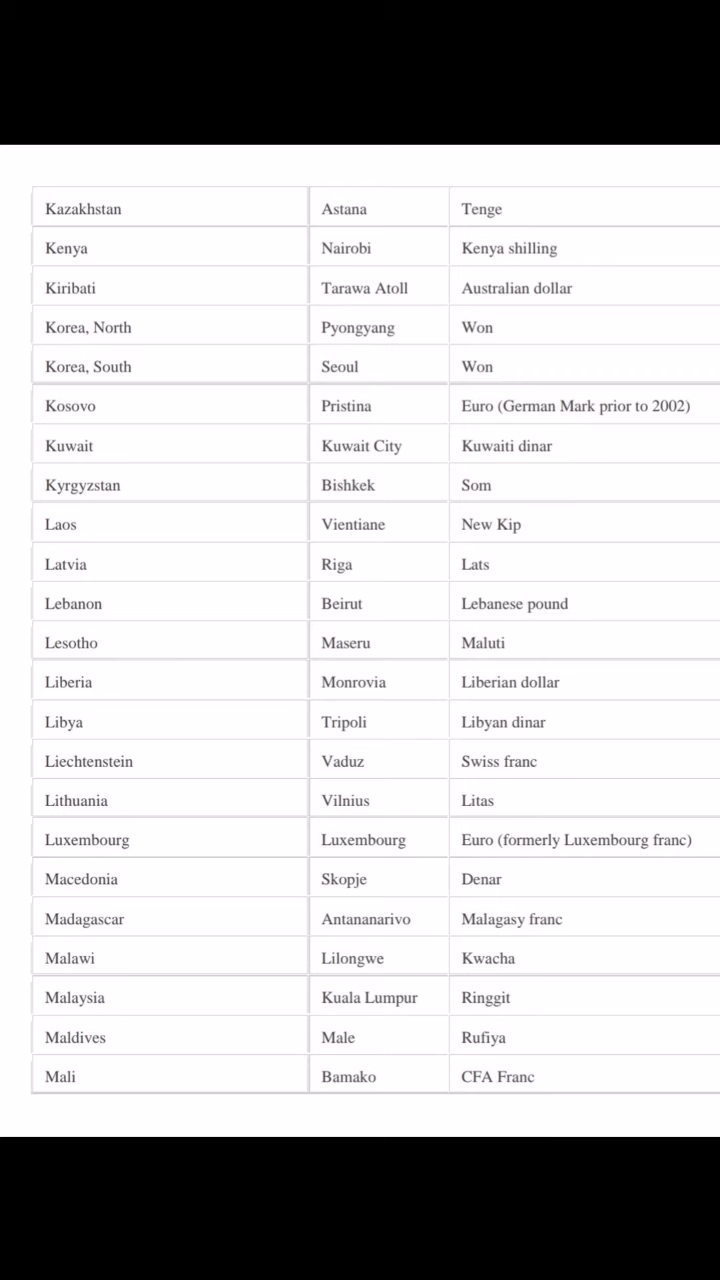 Kazakhstan Astana Tenge
Kenya Nairobi Kenya shilling
Kiribati Tarawa Atoll Australian dollar
Korea, North Pyongyang Won
Korea, South Seoul Won
Kosovo Pristina Euro (German Mark prior to 2002)
Kuwait Kuwait City Kuwaiti dinar
Kyrgyzstan Bishkek Som
Laos Vientiane New Kip
Latvia Riga Lats
Lebanon Beirut Lebanese pound
Lesotho Maseru Maluti
Liberia Monrovia Liberian dollar
Libya Tripoli Libyan dinar
Liechtenstein Vaduz Swiss franc
Lithuania Vilnius Litas
Luxembourg Luxembourg Euro (formerly Luxembourg franc)
Macedonia Skopje Denar
Madagascar Antananarivo Malagasy franc
Malawi Lilongwe Kwacha
Malaysia Kuala Lumpur Ringgit
Maldives Male Rufiya
Mali Bamako CFA Franc